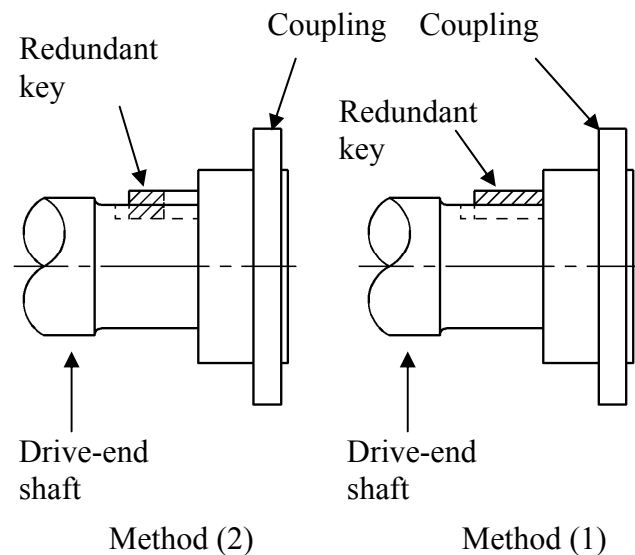 Coupling
Coupling
Redundant
key
Redundant
key
Drive-end
shaft
Drive-end
shaft
Method (2)
Method (1)